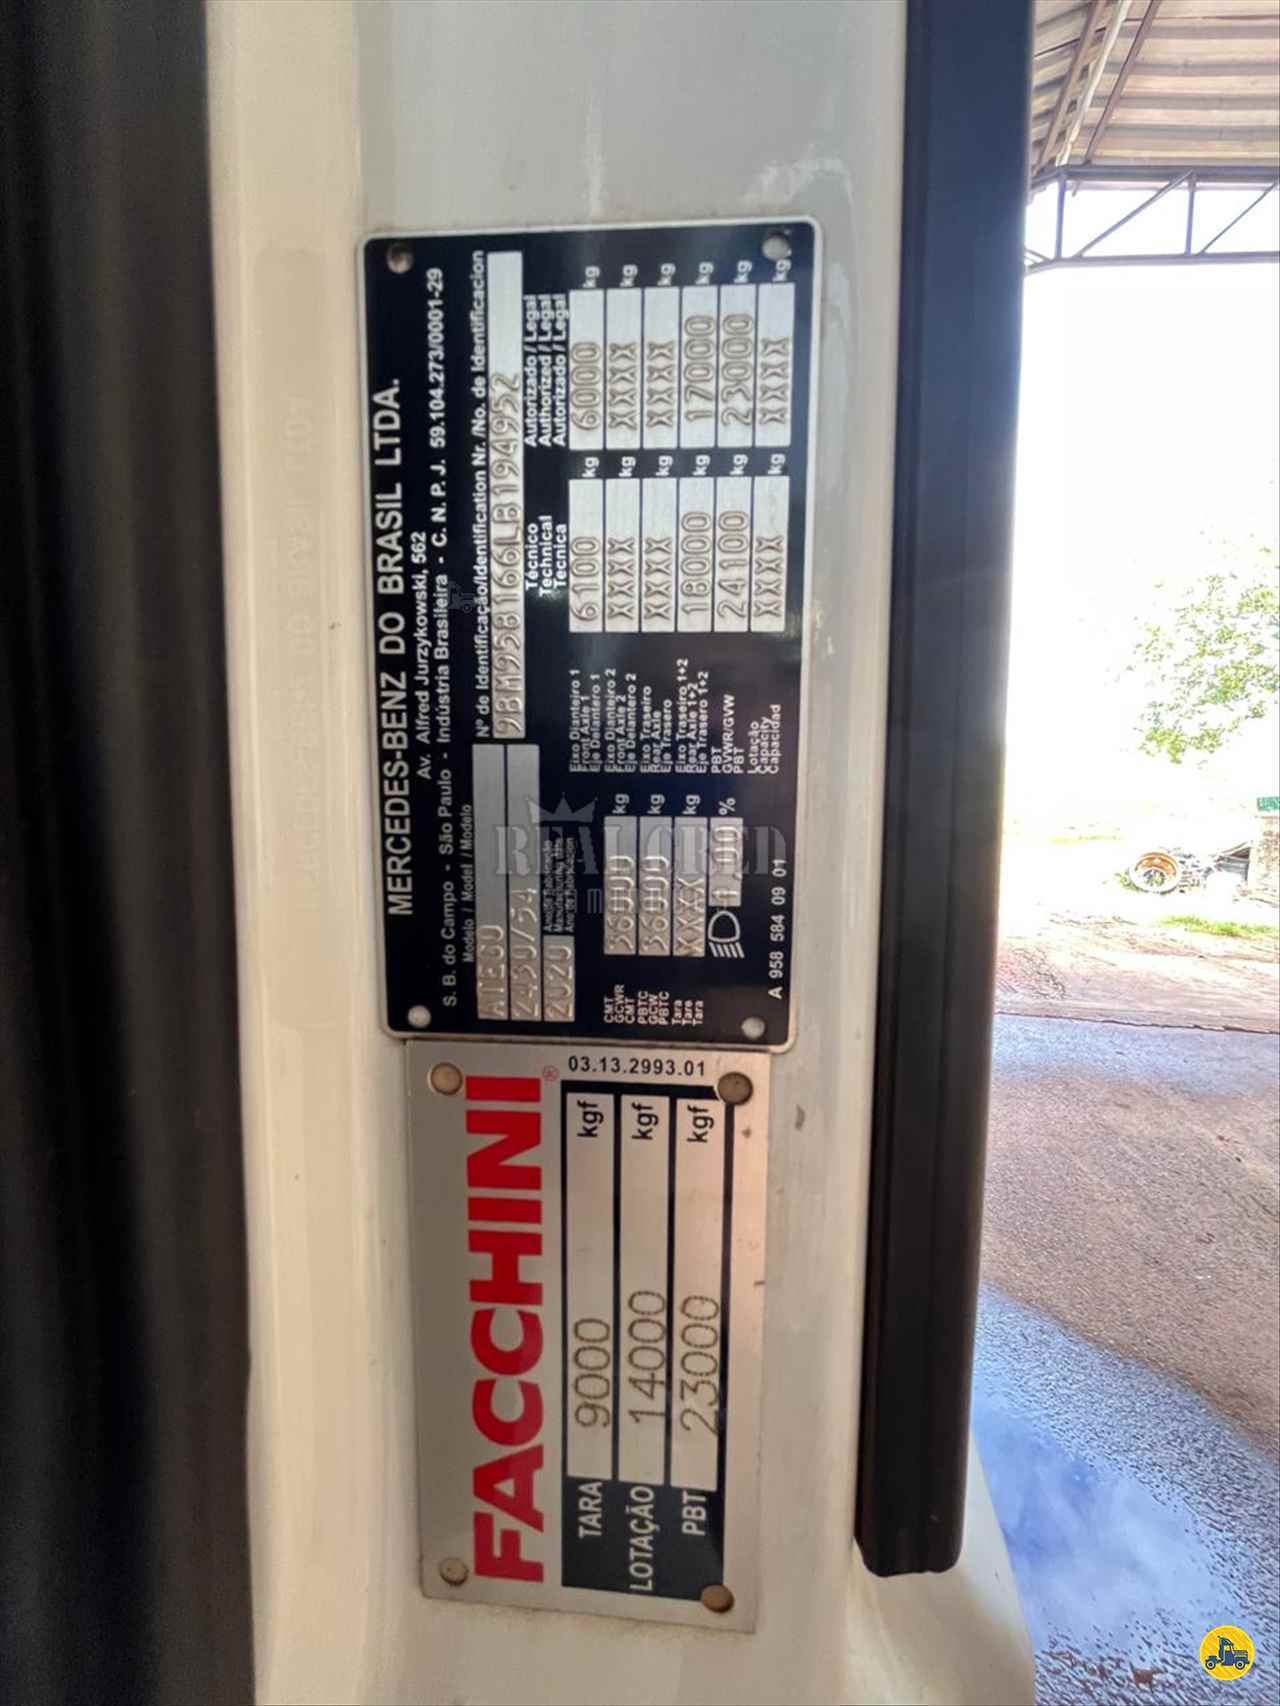 MERCEDES-BENZ DO BRASIL LTDA.
Av. Alfred Jurzykowski, 562
S. B. do Campo - São Paulo - Indústria Brasileira - C. N. P. J. 59.104.273/0001-29
Modelo / Model / Modelo
Nº de Identificação/Identification Nr. /No. de Identificacion
ATEGO
9BM958166LB194952
2430/54
2020
Técnico Autorizado / Legal
Technical Authorized / Legal
Tecnica Autorizado / Legal
Eixo Dianteiro 1
Front Axle 1
Eje Delantero 1
6100 kg 6000 kg
Eixo Dianteiro 2
Front Axle 2
Eje Delantero 2
XXXX kg XXXX kg
Eixo Traseiro
Rear Axle
Eje Trasero
XXXX kg XXXX kg
Eixo Traseiro 1+2
Rear Axle 1+2
Eje Trasero 1+2
18000 kg 17000 kg
PBT
GVWR/GVW
PBT
24100 kg 23000 kg
Lotação
Capacity
Capacidad
XXXX kg XXXX kg
CMT
GCWR
CMT
36000 kg
PBTC
GCW
PBTC
36000 kg
Tara
Tare
Tara
XXXX kg
%
A 958 584 09 01
REALCRED
FACCHINI®
03.13.2993.01
TARA 9000 kgf
LOTAÇÃO 14000 kgf
PBT 23000 kgf